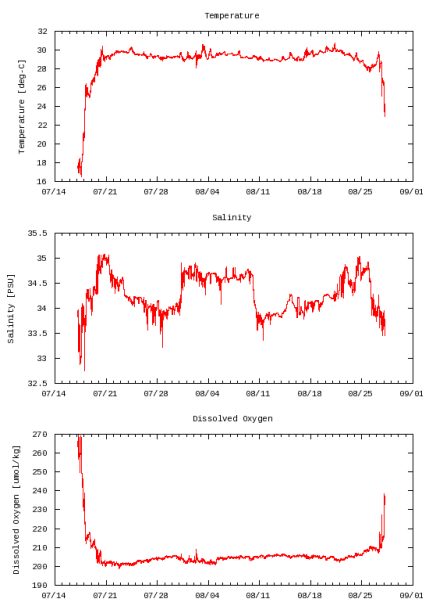 Temperature
32
30
28
26
24
22
20
18
16
Temperature [deg-C]
07/14 07/21 07/28 08/04 08/11 08/18 08/25 09/01
Salinity
35.5
35
34.5
34
33.5
33
32.5
Salinity [PSU]
07/14 07/21 07/28 08/04 08/11 08/18 08/25 09/01
Dissolved Oxygen
270
260
250
240
230
220
210
200
190
Dissolved Oxygen [umol/kg]
07/14 07/21 07/28 08/04 08/11 08/18 08/25 09/01